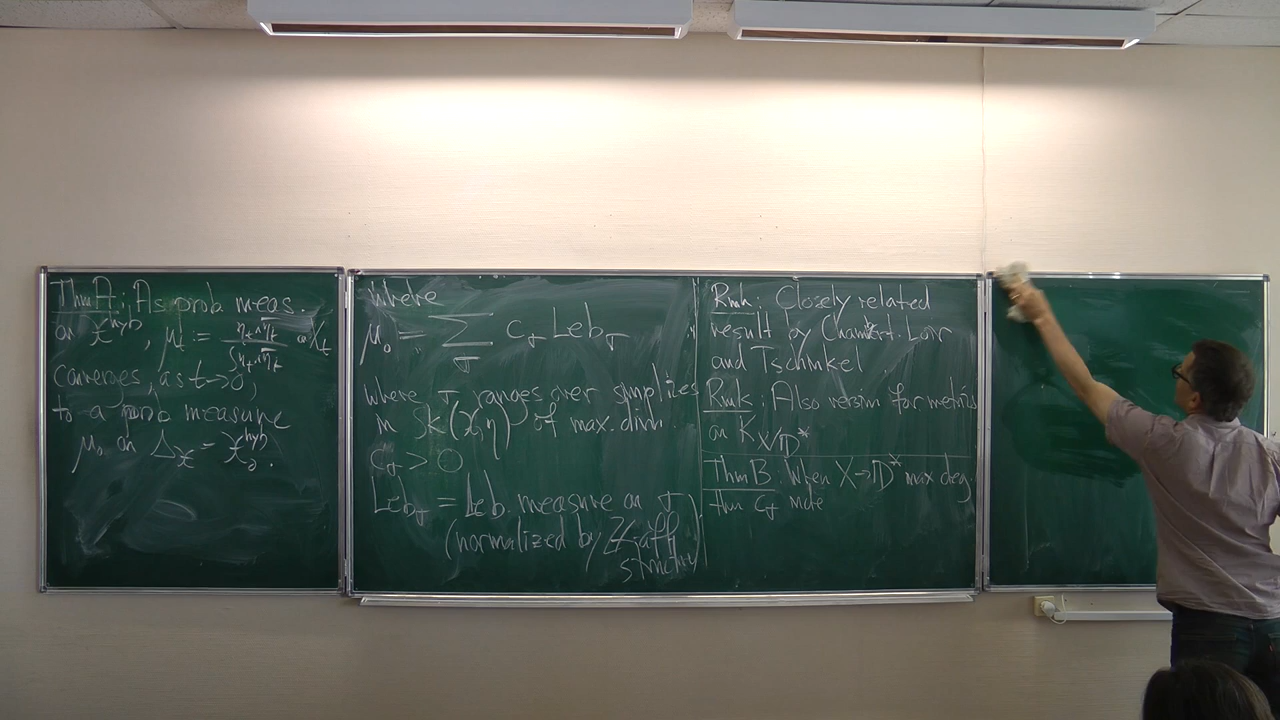 Thm A: As prob meas.
on 𝒳^hyb, μ_t = η_t∧η̄_t / ∫η_t∧η̄_t on X_t
converges, as t→0,
to a prob measure
μ_0 on Δ_𝒳 = 𝒳_0^hyb.
where
μ_0 = Σ_σ c_σ Leb_σ
where σ ranges over simplices
in Sk(X,η) of max. dim.
c_σ > 0
Leb_σ = Leb. measure on σ
(normalized by ℤ-aff
structure)
Rmk: Closely related
result by Chambert-Loir
and Tschinkel
Rmk: Also version for metrics
on K_X/𝔻*
Thm B. When X→𝔻* max deg.
then c_σ